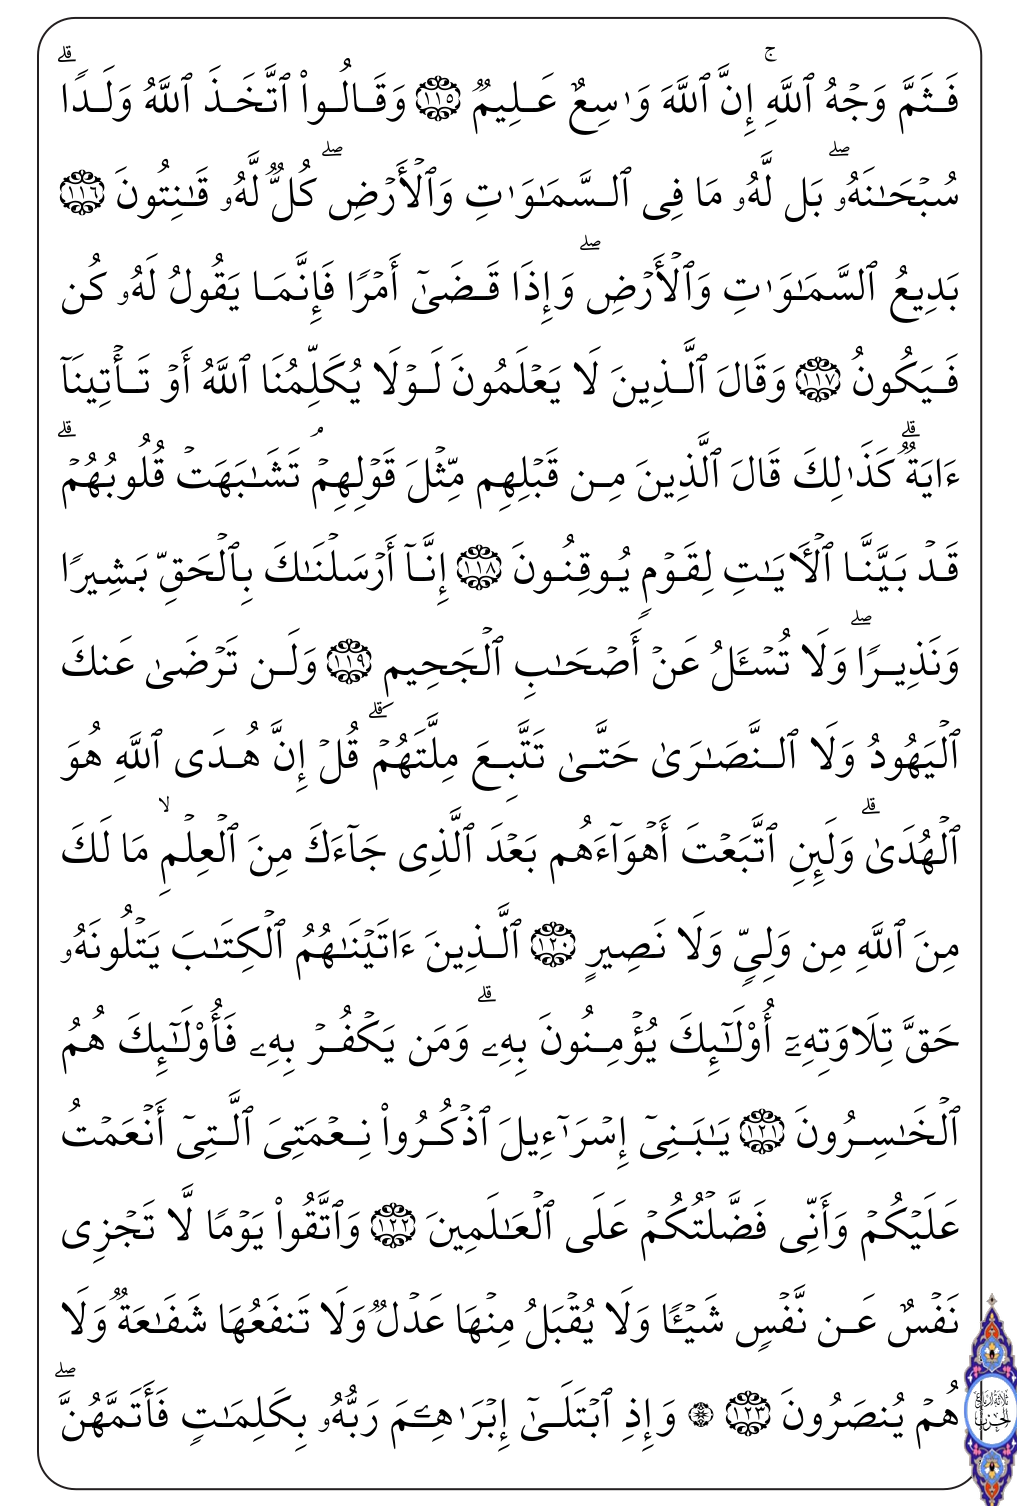 فَثَمَّ وَجۡهُ ٱللَّهِۚ إِنَّ ٱللَّهَ وَٰسِعٌ عَلِيمٞ ١١٥ وَقَالُواْ ٱتَّخَذَ ٱللَّهُ وَلَدٗاۗ
سُبۡحَٰنَهُۥۖ بَل لَّهُۥ مَا فِي ٱلسَّمَٰوَٰتِ وَٱلۡأَرۡضِۖ كُلّٞ لَّهُۥ قَٰنِتُونَ ١١٦
بَدِيعُ ٱلسَّمَٰوَٰتِ وَٱلۡأَرۡضِۖ وَإِذَا قَضَىٰٓ أَمۡرٗا فَإِنَّمَا يَقُولُ لَهُۥ كُن
فَيَكُونُ ١١٧ وَقَالَ ٱلَّذِينَ لَا يَعۡلَمُونَ لَوۡلَا يُكَلِّمُنَا ٱللَّهُ أَوۡ تَأۡتِينَآ
ءَايَةٞۗ كَذَٰلِكَ قَالَ ٱلَّذِينَ مِن قَبۡلِهِم مِّثۡلَ قَوۡلِهِمۡۘ تَشَٰبَهَتۡ قُلُوبُهُمۡۗ
قَدۡ بَيَّنَّا ٱلۡأٓيَٰتِ لِقَوۡمٖ يُوقِنُونَ ١١٨ إِنَّآ أَرۡسَلۡنَٰكَ بِٱلۡحَقِّ بَشِيرٗا
وَنَذِيرٗاۖ وَلَا تُسۡـَٔلُ عَنۡ أَصۡحَٰبِ ٱلۡجَحِيمِ ١١٩ وَلَن تَرۡضَىٰ عَنكَ
ٱلۡيَهُودُ وَلَا ٱلنَّصَٰرَىٰ حَتَّىٰ تَتَّبِعَ مِلَّتَهُمۡۗ قُلۡ إِنَّ هُدَى ٱللَّهِ هُوَ
ٱلۡهُدَىٰۗ وَلَئِنِ ٱتَّبَعۡتَ أَهۡوَآءَهُم بَعۡدَ ٱلَّذِي جَآءَكَ مِنَ ٱلۡعِلۡمِۙ مَا لَكَ
مِنَ ٱللَّهِ مِن وَلِيّٖ وَلَا نَصِيرٍ ١٢٠ ٱلَّذِينَ ءَاتَيۡنَٰهُمُ ٱلۡكِتَٰبَ يَتۡلُونَهُۥ
حَقَّ تِلَاوَتِهِۦٓ أُوْلَٰٓئِكَ يُؤۡمِنُونَ بِهِۦۗ وَمَن يَكۡفُرۡ بِهِۦ فَأُوْلَٰٓئِكَ هُمُ
ٱلۡخَٰسِرُونَ ١٢١ يَٰبَنِيٓ إِسۡرَٰٓءِيلَ ٱذۡكُرُواْ نِعۡمَتِيَ ٱلَّتِيٓ أَنۡعَمۡتُ
عَلَيۡكُمۡ وَأَنِّي فَضَّلۡتُكُمۡ عَلَى ٱلۡعَٰلَمِينَ ١٢٢ وَٱتَّقُواْ يَوۡمٗا لَّا تَجۡزِي
نَفۡسٌ عَن نَّفۡسٖ شَيۡـٔٗا وَلَا يُقۡبَلُ مِنۡهَا عَدۡلٞ وَلَا تَنفَعُهَا شَفَٰعَةٞ وَلَا
هُمۡ يُنصَرُونَ ١٢٣ ۞ وَإِذِ ٱبۡتَلَىٰٓ إِبۡرَٰهِـۧمَ رَبُّهُۥ بِكَلِمَٰتٖ فَأَتَمَّهُنَّۖ
ثلاثة أرباع
الحزب